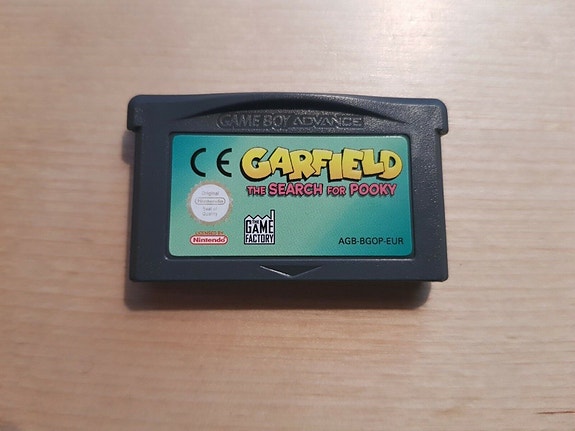 GAME BOY ADVANCE
CE GARFIELD
THE SEARCH FOR POOKY
Original
Nintendo
Seal of
Quality
LICENSED BY
Nintendo
THE
GAME
FACTORY
AGB-BGOP-EUR